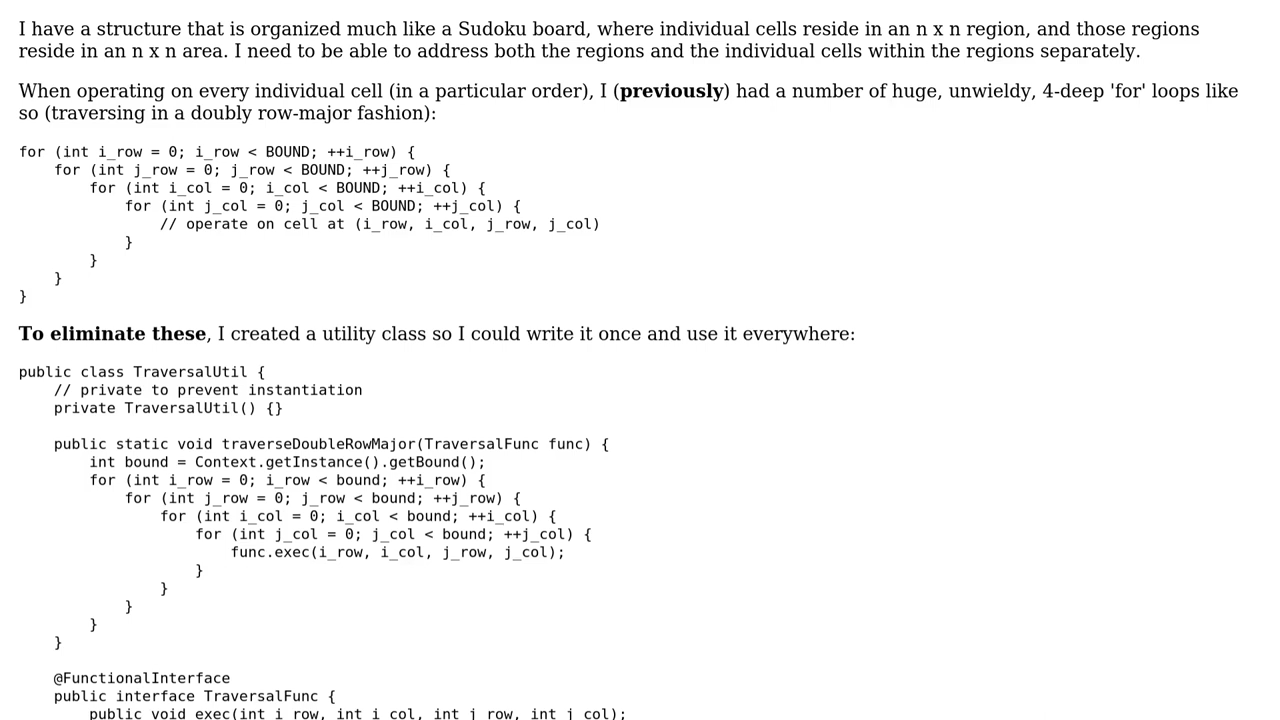 I have a structure that is organized much like a Sudoku board, where individual cells reside in an n x n region, and those regions
reside in an n x n area. I need to be able to address both the regions and the individual cells within the regions separately.
When operating on every individual cell (in a particular order), I (previously) had a number of huge, unwieldy, 4-deep 'for' loops like
so (traversing in a doubly row-major fashion):
for (int i_row = 0; i_row < BOUND; ++i_row) {
    for (int j_row = 0; j_row < BOUND; ++j_row) {
        for (int i_col = 0; i_col < BOUND; ++i_col) {
            for (int j_col = 0; j_col < BOUND; ++j_col) {
                // operate on cell at (i_row, i_col, j_row, j_col)
            }
        }
    }
}
To eliminate these, I created a utility class so I could write it once and use it everywhere:
public class TraversalUtil {
    // private to prevent instantiation
    private TraversalUtil() {}
    public static void traverseDoubleRowMajor(TraversalFunc func) {
        int bound = Context.getInstance().getBound();
        for (int i_row = 0; i_row < bound; ++i_row) {
            for (int j_row = 0; j_row < bound; ++j_row) {
                for (int i_col = 0; i_col < bound; ++i_col) {
                    for (int j_col = 0; j_col < bound; ++j_col) {
                        func.exec(i_row, i_col, j_row, j_col);
                    }
                }
            }
        }
    }
    @FunctionalInterface
    public interface TraversalFunc {
        public void exec(int i_row, int i_col, int j_row, int j_col);